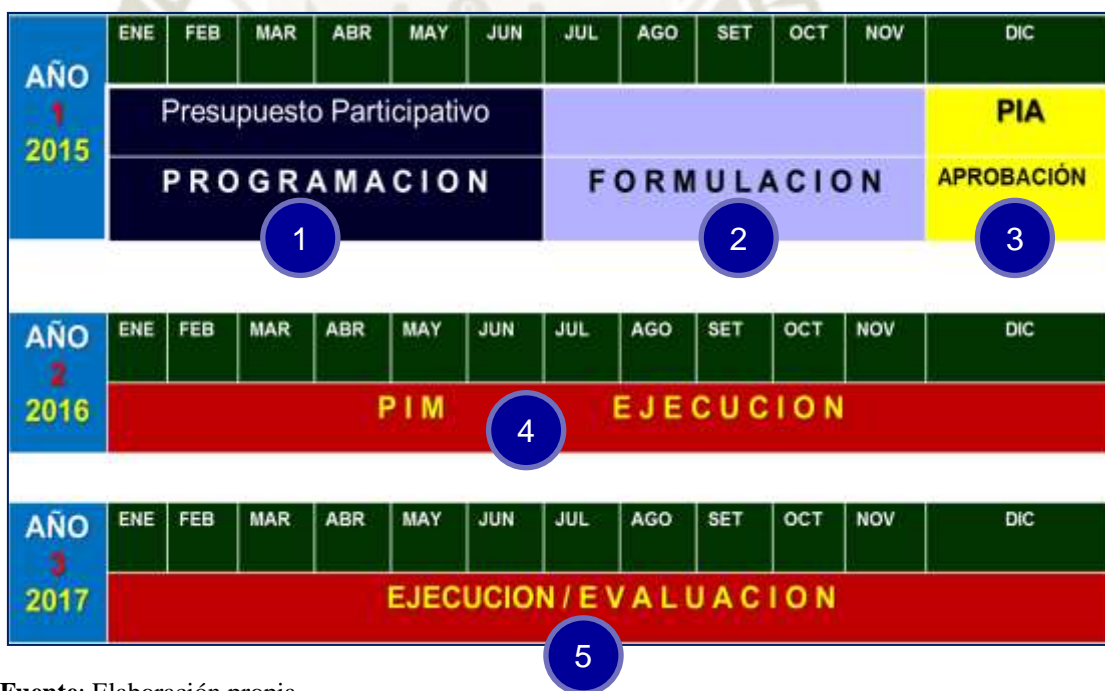 AÑO
1
2015
ENE FEB MAR ABR MAY JUN JUL AGO SET OCT NOV DIC
Presupuesto Participativo
PIA
PROGRAMACION
FORMULACION
APROBACIÓN
1
2
3
AÑO
2
2016
ENE FEB MAR ABR MAY JUN JUL AGO SET OCT NOV DIC
PIM EJECUCION
4
AÑO
3
2017
ENE FEB MAR ABR MAY JUN JUL AGO SET OCT NOV DIC
EJECUCION / EVALUACION
5
Fuente: Elaboración propia